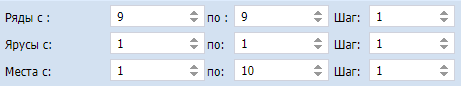 Ряды с : 9 по : 9 Шаг: 1
Ярусы с: 1 по: 1 Шаг: 1
Места с: 1 по: 10 Шаг: 1